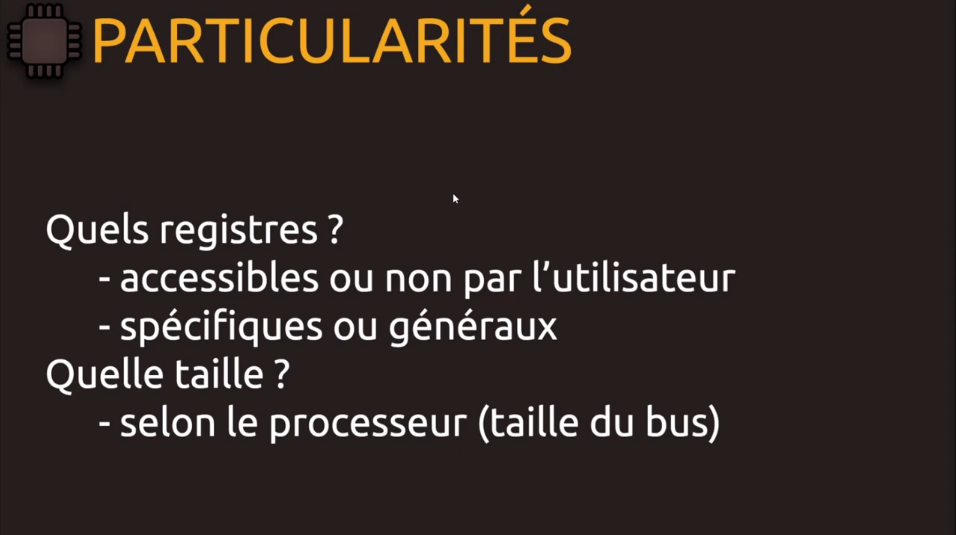 PARTICULARITÉS
Quels registres ?
- accessibles ou non par l’utilisateur
- spécifiques ou généraux
Quelle taille ?
- selon le processeur (taille du bus)